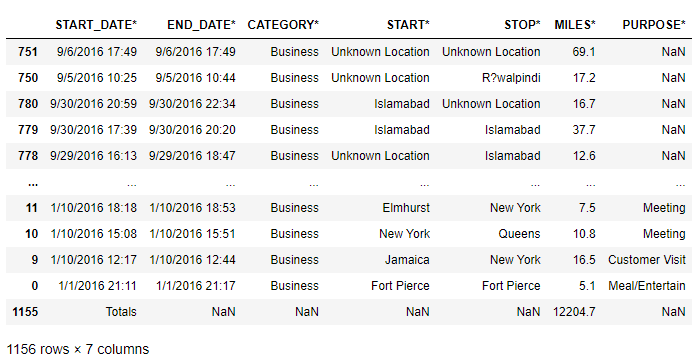 START_DATE* END_DATE* CATEGORY* START* STOP* MILES* PURPOSE*
751 9/6/2016 17:49 9/6/2016 17:49 Business Unknown Location Unknown Location 69.1 NaN
750 9/5/2016 10:25 9/5/2016 10:44 Business Unknown Location R?walpindi 17.2 NaN
780 9/30/2016 20:59 9/30/2016 22:34 Business Islamabad Unknown Location 16.7 NaN
779 9/30/2016 17:39 9/30/2016 20:20 Business Islamabad Islamabad 37.7 NaN
778 9/29/2016 16:13 9/29/2016 18:47 Business Unknown Location Islamabad 12.6 NaN
... ... ... ... ... ... ... ...
11 1/10/2016 18:18 1/10/2016 18:53 Business Elmhurst New York 7.5 Meeting
10 1/10/2016 15:08 1/10/2016 15:51 Business New York Queens 10.8 Meeting
9 1/10/2016 12:17 1/10/2016 12:44 Business Jamaica New York 16.5 Customer Visit
0 1/1/2016 21:11 1/1/2016 21:17 Business Fort Pierce Fort Pierce 5.1 Meal/Entertain
1155 Totals NaN NaN NaN NaN 12204.7 NaN
1156 rows × 7 columns